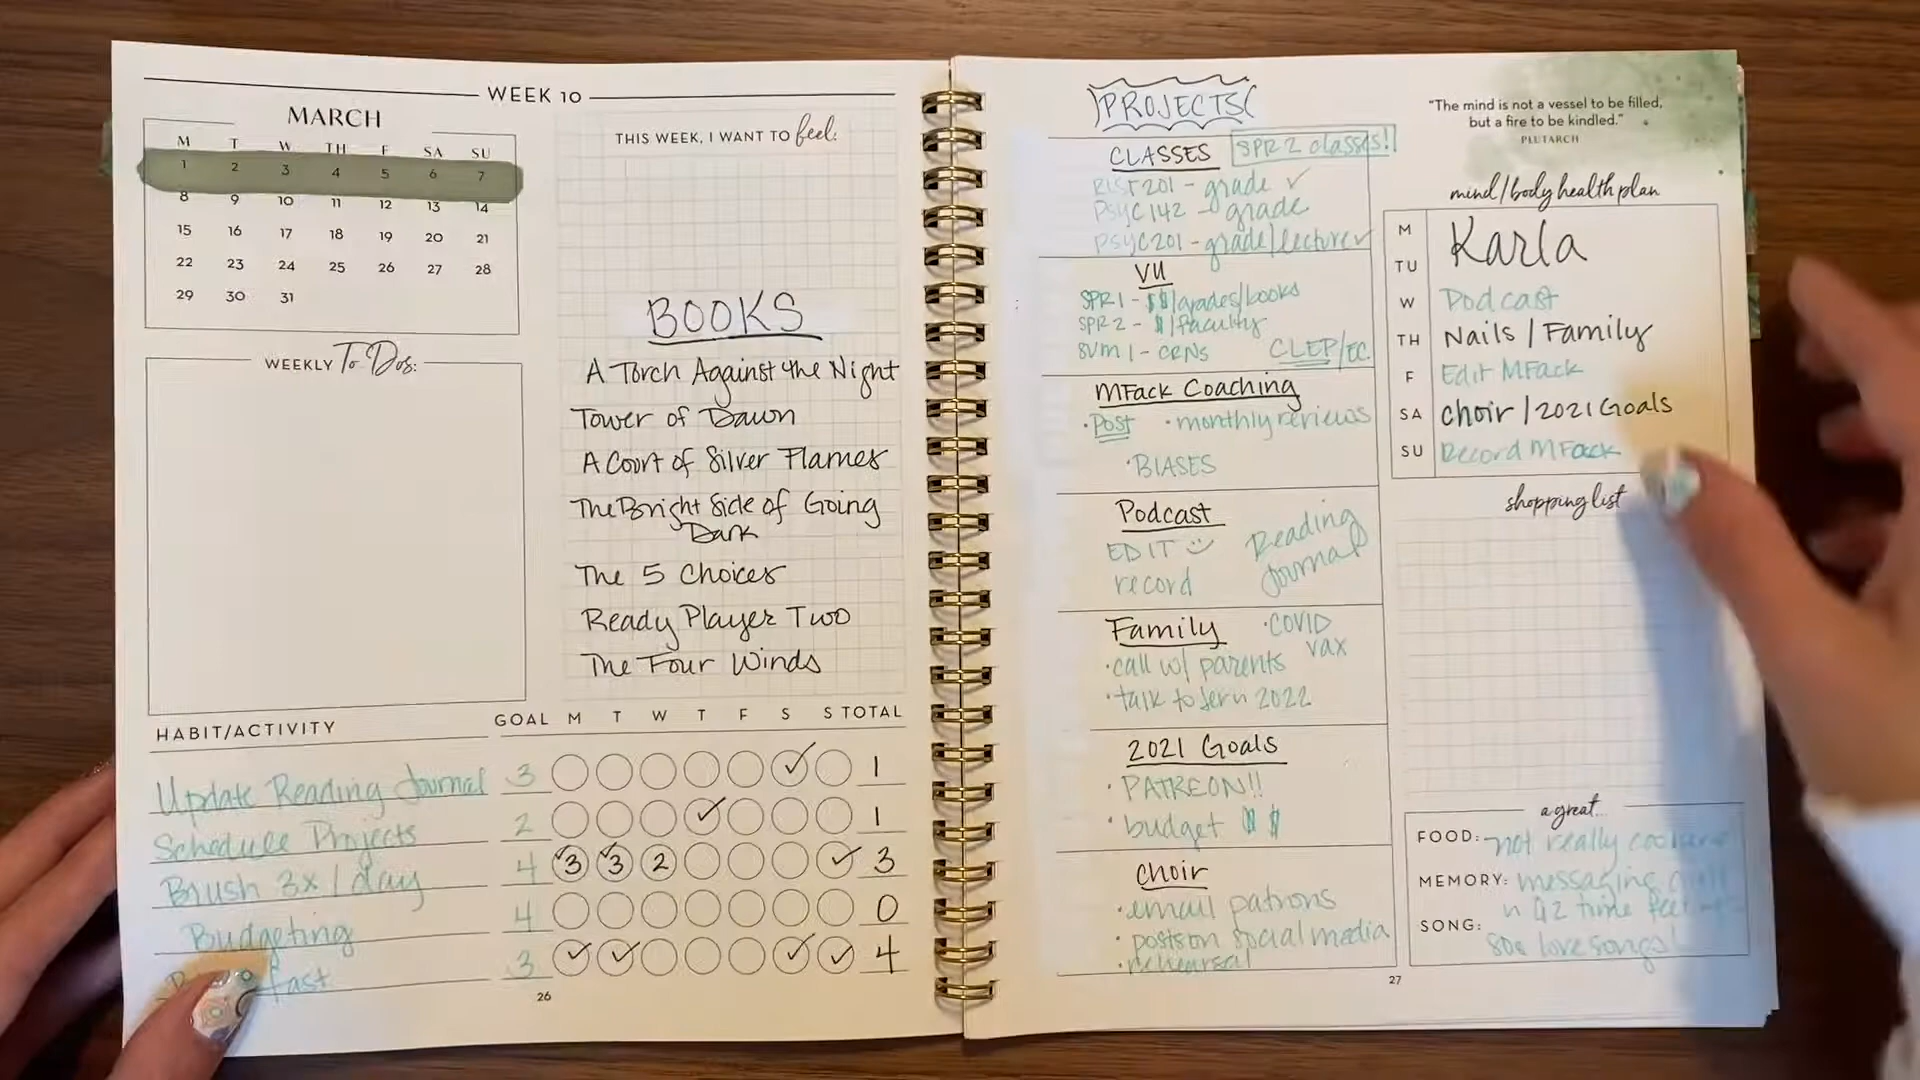 WEEK 10
MARCH
M T W TH F SA SU
1 2 3 4 5 6 7
8 9 10 11 12 13 14
15 16 17 18 19 20 21
22 23 24 25 26 27 28
29 30 31
WEEKLY To Dos:
THIS WEEK, I WANT TO feel:
BOOKS
A Torch Against the Night
Tower of Dawn
A Court of Silver Flames
The Bright Side of Going
Dark
The 5 Choices
Ready Player Two
The Four Winds
HABIT/ACTIVITY GOAL M T W T F S S TOTAL
Update Reading Journal 3 ✓ 1
Schedule Projects 2 ✓ 1
Brush 3x/day 4 ✓3 ✓3 2 ✓ 3
Budgeting 4 0
3 ✓ ✓ ✓ ✓ 4
26
PROJECTS
CLASSES SPR 2 classes!!
RLST 201 - grade ✓
PSYC 142 - grade
PSYC 201 - grade/lecture ✓
VU
SPR 1 - $$/grades/books
SPR 2 - $/faculty
SUM 1 - CRNs CLEP/EC
MFack Coaching
• Post • monthly reviews
• BIASES
Podcast
EDIT Reading
record Journal
Family • COVID
vax
• call w/ parents
• talk to Jern 2022
2021 Goals
• PATREON!!
• budget $ $
choir
• email patrons
• posts on social media
• rehearsal
"The mind is not a vessel to be filled,
but a fire to be kindled."
PLUTARCH
mind/body health plan
M Karla
TU
W Podcast
TH Nails / Family
F Edit MFack
SA choir / 2021 Goals
SU Record MFack
shopping list
a great...
FOOD: not really
MEMORY: messaging
time
SONG: 80s love songs!
27